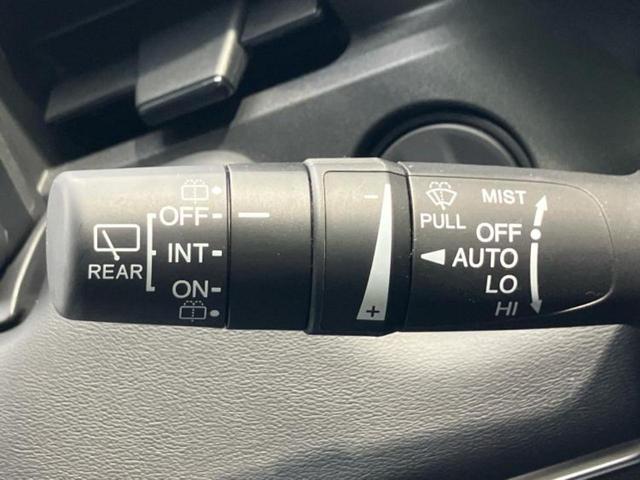 OFF
INT
REAR
ON
-
+
PULL
MIST
OFF
AUTO
LO
HI